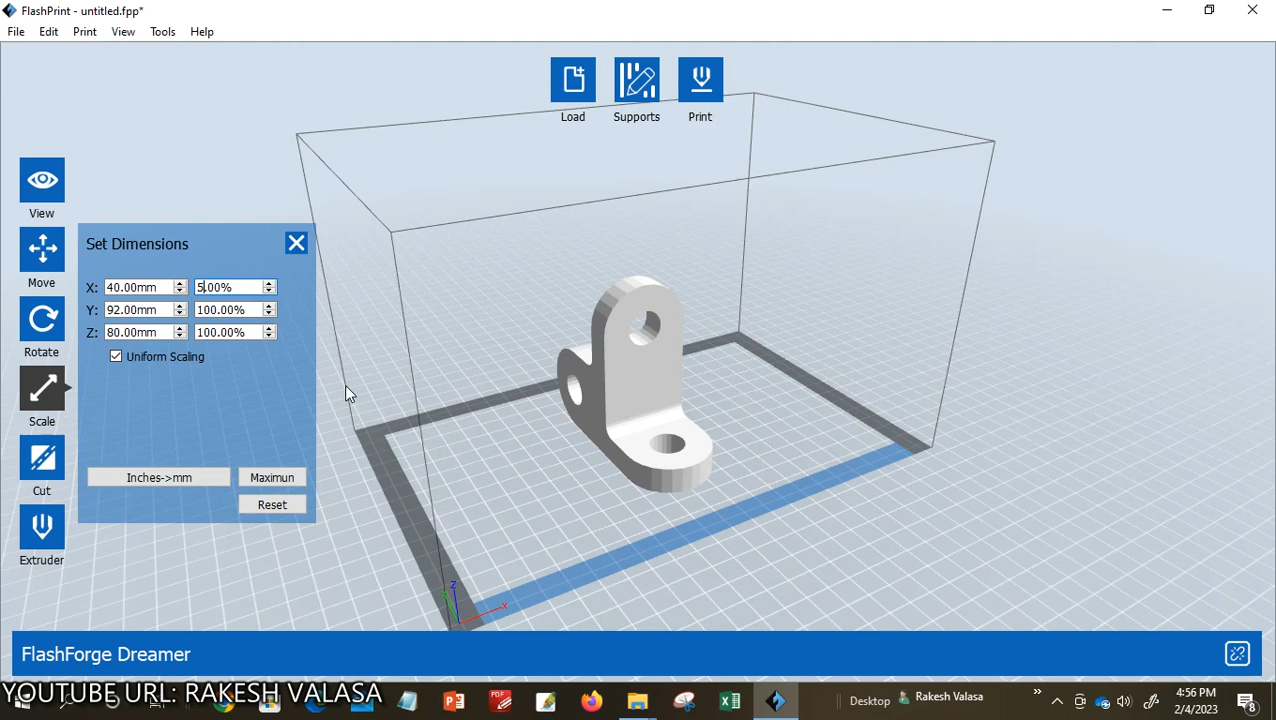 FlashPrint - untitled.fpp*
File Edit Print View Tools Help
Load Supports Print
View
Move
Rotate
Scale
Cut
Extruder
Set Dimensions
X: 40.00mm 5.00%
Y: 92.00mm 100.00%
Z: 80.00mm 100.00%
Uniform Scaling
Inches->mm Maximun
Reset
z
x
FlashForge Dreamer
YOUTUBE URL: RAKESH VALASA
Desktop Rakesh Valasa
4:56 PM
2/4/2023
8